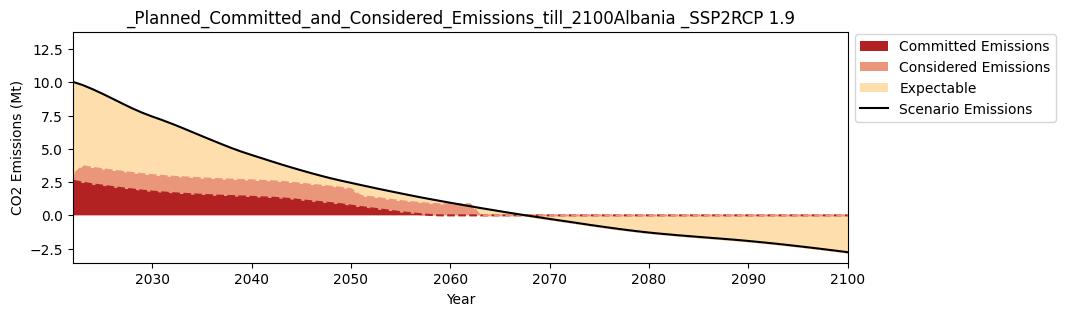 _Planned_Committed_and_Considered_Emissions_till_2100Albania _SSP2RCP 1.9
CO2 Emissions (Mt)
12.5
10.0
7.5
5.0
2.5
0.0
−2.5
2030 2040 2050 2060 2070 2080 2090 2100
Year
Committed Emissions
Considered Emissions
Expectable
Scenario Emissions